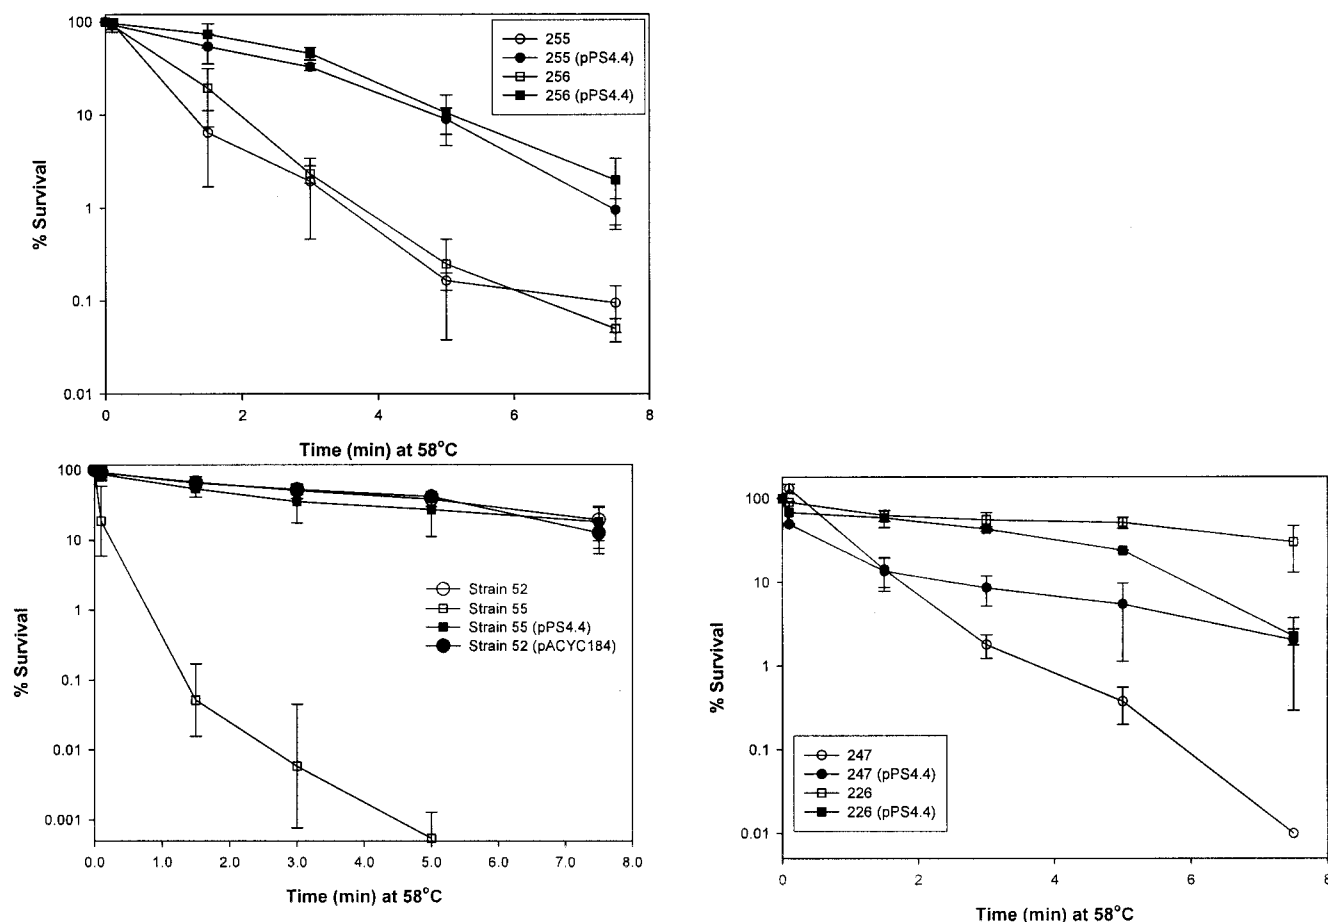 100
10
1
0.1
0.01
% Survival
255
255 (pPS4.4)
256
256 (pPS4.4)
0 2 4 6 8
Time (min) at 58°C
100
10
1
0.1
0.01
0.001
% Survival
Strain 52
Strain 55
Strain 55 (pPS4.4)
Strain 52 (pACYC184)
0.0 1.0 2.0 3.0 4.0 5.0 6.0 7.0 8.0
Time (min) at 58°C
100
10
1
0.1
0.01
% Survival
247
247 (pPS4.4)
226
226 (pPS4.4)
0 2 4 6 8
Time (min) at 58°C